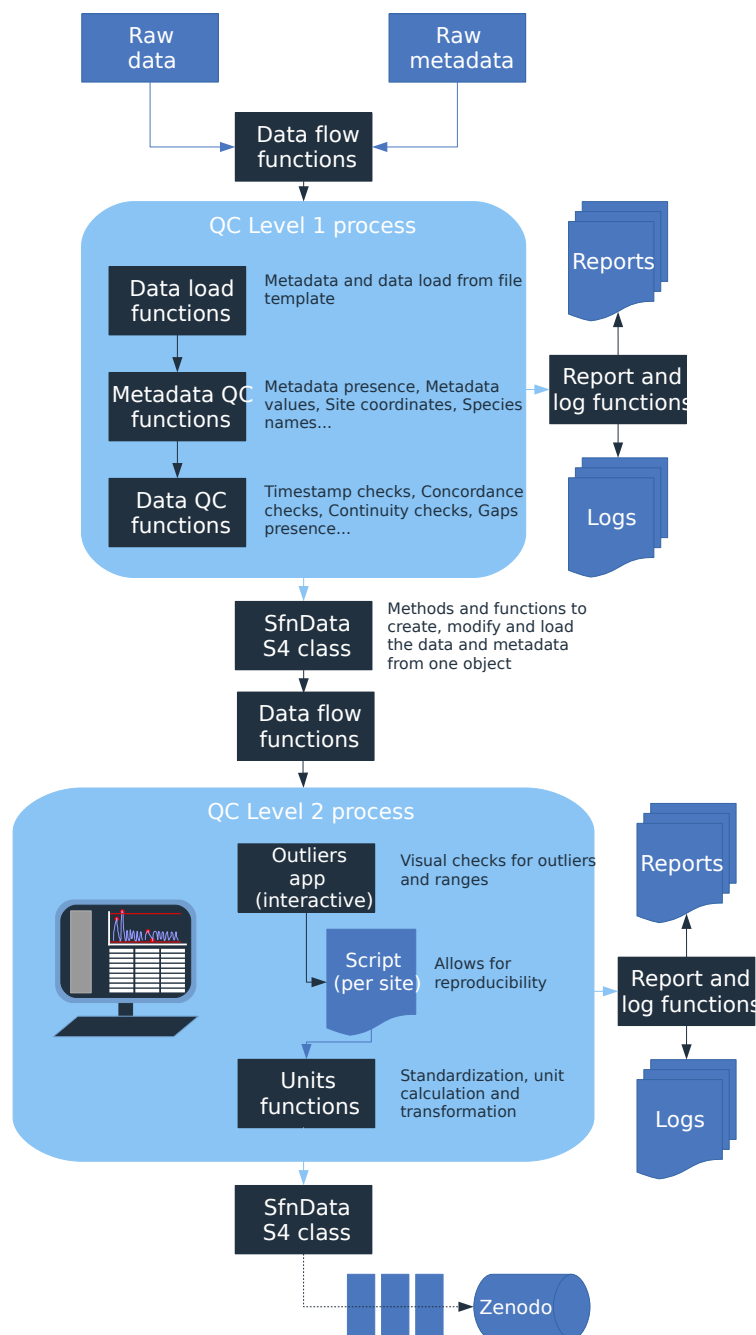 Raw
data
Raw
metadata
Data flow
functions
QC Level 1 process
Data load
functions
Metadata and data load from file
template
Metadata QC
functions
Metadata presence, Metadata
values, Site coordinates, Species
names...
Data QC
functions
Timestamp checks, Concordance
checks, Continuity checks, Gaps
presence...
Reports
Report and
log functions
Logs
SfnData
S4 class
Methods and functions to
create, modify and load
the data and metadata
from one object
Data flow
functions
QC Level 2 process
Outliers
app
(interactive)
Visual checks for outliers
and ranges
Script
(per site)
Allows for
reproducibility
Units
functions
Standardization, unit
calculation and
transformation
Reports
Report and
log functions
Logs
SfnData
S4 class
Zenodo